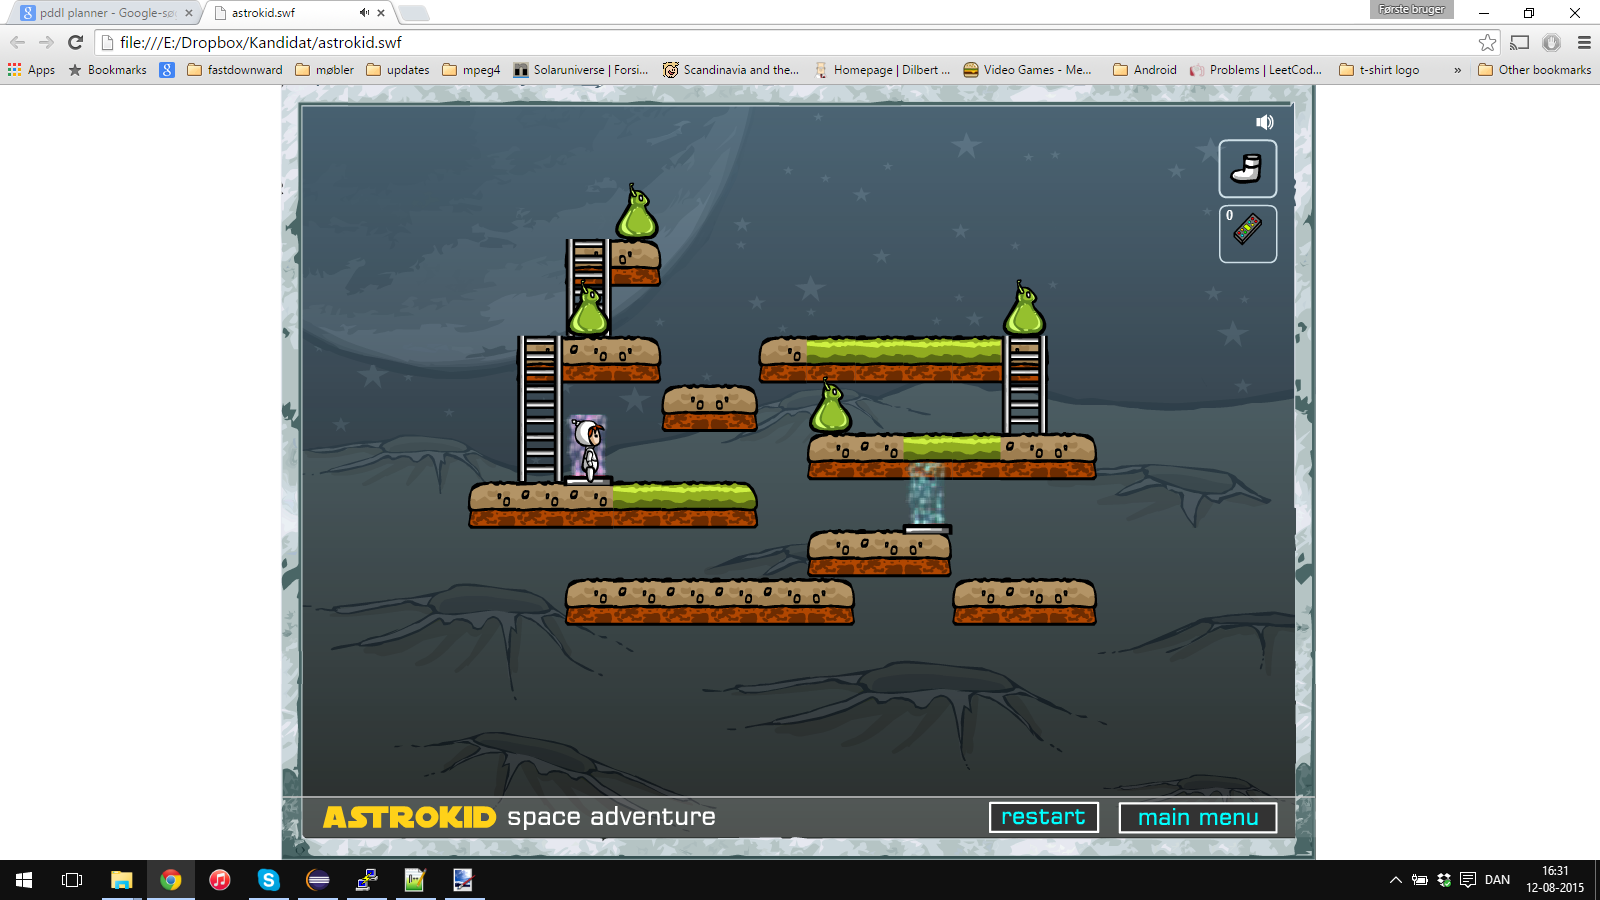 pddl planner - Google-sø
astrokid.swf
Første bruger
file:///E:/Dropbox/Kandidat/astrokid.swf
Apps
Bookmarks
fastdownward
møbler
updates
mpeg4
Solaruniverse | Forsi...
Scandinavia and the...
Homepage | Dilbert ...
Video Games - Me...
Android
Problems | LeetCod...
t-shirt logo
»
Other bookmarks
0
ASTROKID space adventure
restart
main menu
DAN
16:31
12-08-2015